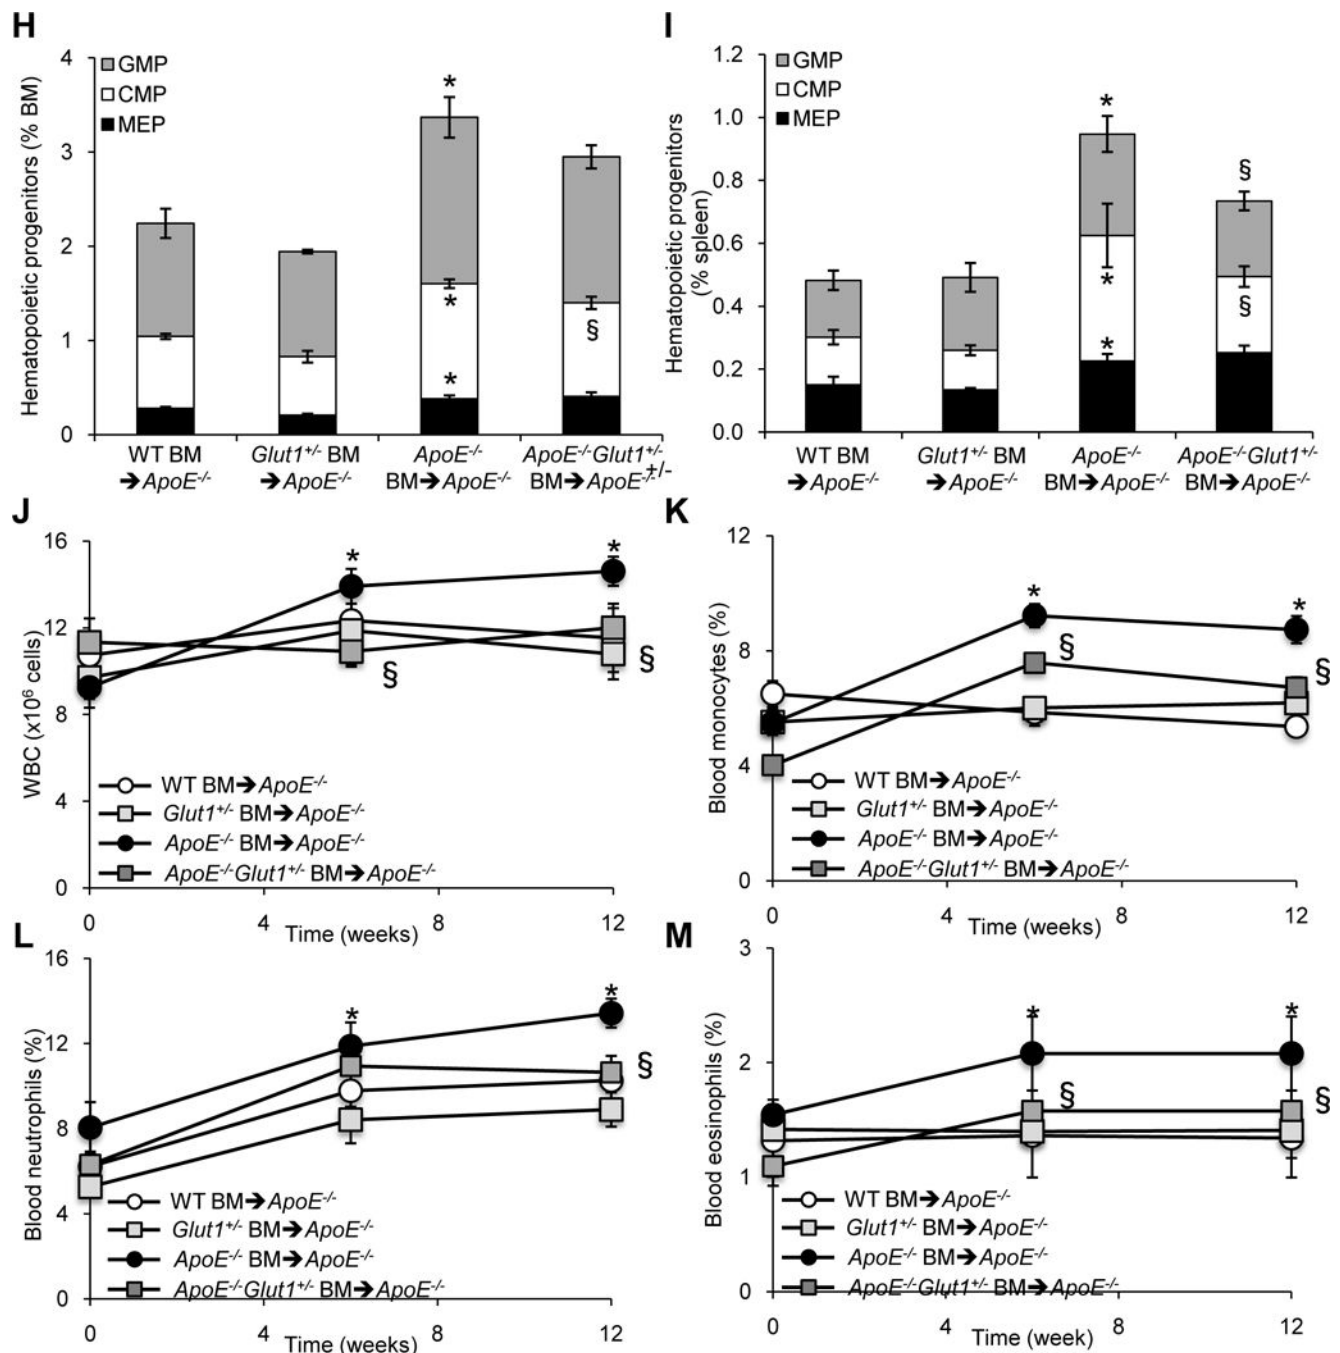 H
Hematopoietic progenitors (% BM)
4
3
2
1
0
GMP
CMP
MEP
*
*
*
§
WT BM
➔ApoE-/-
Glut1+/- BM
➔ApoE-/-
ApoE-/-
BM➔ApoE-/-
ApoE-/-Glut1+/-
BM➔ApoE-/-
+/-
I
Hematopoietic progenitors
(% spleen)
1.2
1.0
0.8
0.6
0.4
0.2
0.0
GMP
CMP
MEP
*
*
*
§
§
WT BM
➔ApoE-/-
Glut1+/- BM
➔ApoE-/-
ApoE-/-
BM➔ApoE-/-
ApoE-/-Glut1+/-
BM➔ApoE-/-
J
WBC (x10⁶ cells)
16
12
8
4
0
*
*
§
§
WT BM➔ApoE-/-
Glut1+/- BM➔ApoE-/-
ApoE-/- BM➔ApoE-/-
ApoE-/-Glut1+/- BM➔ApoE-/-
0 4 8 12
Time (weeks)
K
Blood monocytes (%)
12
8
4
0
*
*
§
§
WT BM➔ApoE-/-
Glut1+/- BM➔ApoE-/-
ApoE-/- BM➔ApoE-/-
ApoE-/-Glut1+/- BM➔ApoE-/-
0 4 8 12
Time (weeks)
L
Blood neutrophils (%)
16
12
8
4
0
*
*
§
WT BM➔ApoE-/-
Glut1+/- BM➔ApoE-/-
ApoE-/- BM➔ApoE-/-
ApoE-/-Glut1+/- BM➔ApoE-/-
0 4 8 12
Time (weeks)
M
Blood eosinophils (%)
3
2
1
0
*
*
§
§
WT BM➔ApoE-/-
Glut1+/- BM➔ApoE-/-
ApoE-/- BM➔ApoE-/-
ApoE-/-Glut1+/- BM➔ApoE-/-
0 4 8 12
Time (week)